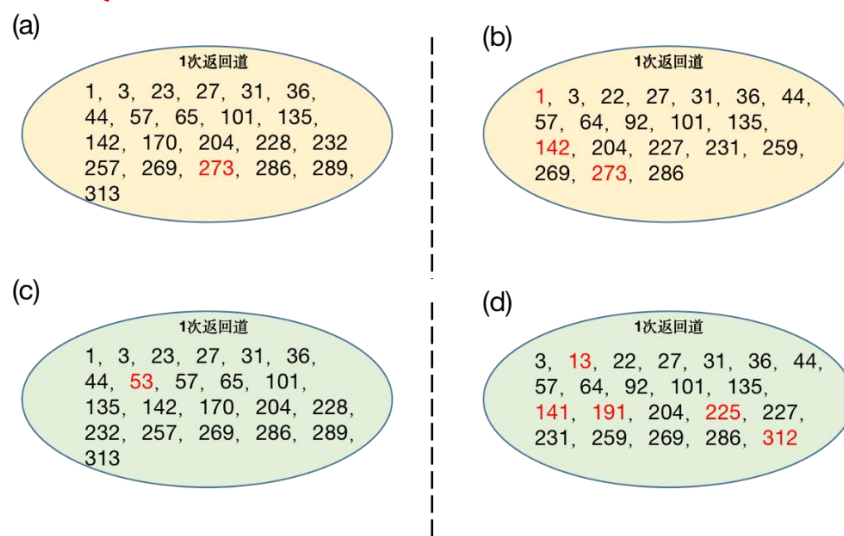 (a)
1次返回道
1, 3, 23, 27, 31, 36,
44, 57, 65, 101, 135,
142, 170, 204, 228, 232
257, 269, 273, 286, 289,
313
(b)
1次返回道
1, 3, 22, 27, 31, 36, 44,
57, 64, 92, 101, 135,
142, 204, 227, 231, 259,
269, 273, 286
(c)
1次返回道
1, 3, 23, 27, 31, 36,
44, 53, 57, 65, 101,
135, 142, 170, 204, 228,
232, 257, 269, 286, 289,
313
(d)
1次返回道
3, 13, 22, 27, 31, 36, 44,
57, 64, 92, 101, 135,
141, 191, 204, 225, 227,
231, 259, 269, 286, 312